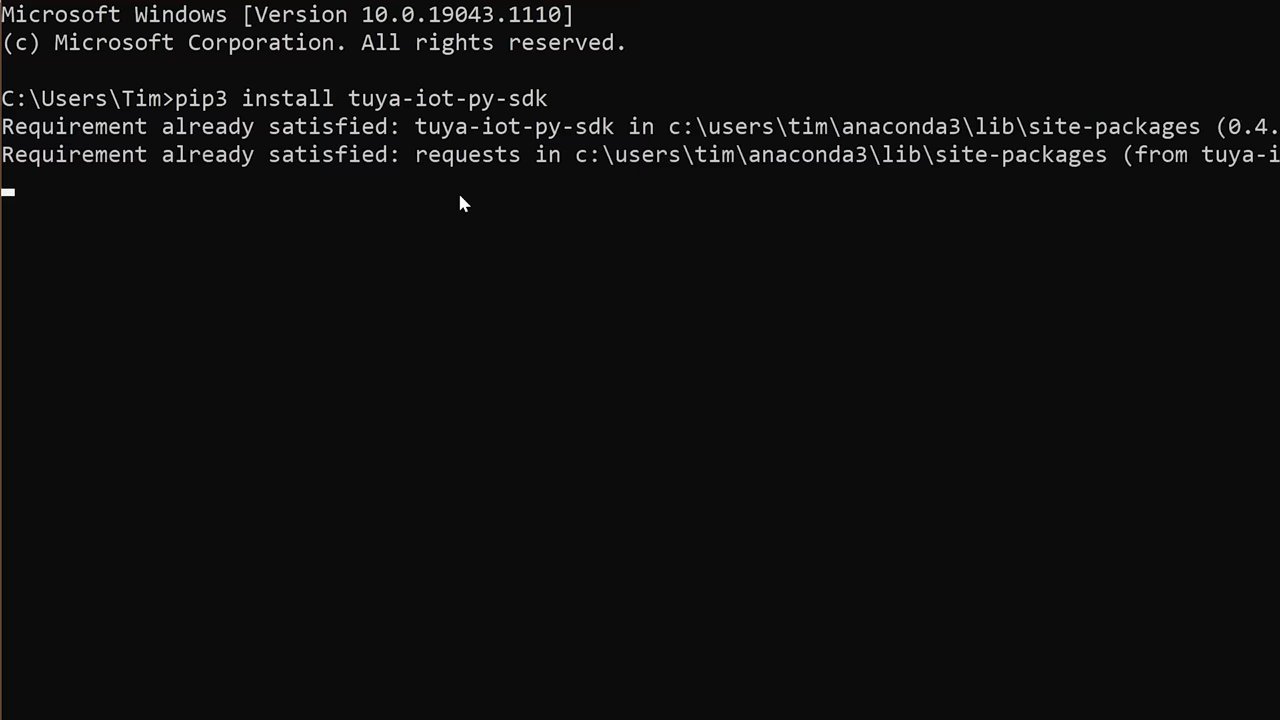 Microsoft Windows [Version 10.0.19043.1110]
(c) Microsoft Corporation. All rights reserved.
C:\Users\Tim>pip3 install tuya-iot-py-sdk
Requirement already satisfied: tuya-iot-py-sdk in c:\users\tim\anaconda3\lib\site-packages (0.4.
Requirement already satisfied: requests in c:\users\tim\anaconda3\lib\site-packages (from tuya-i